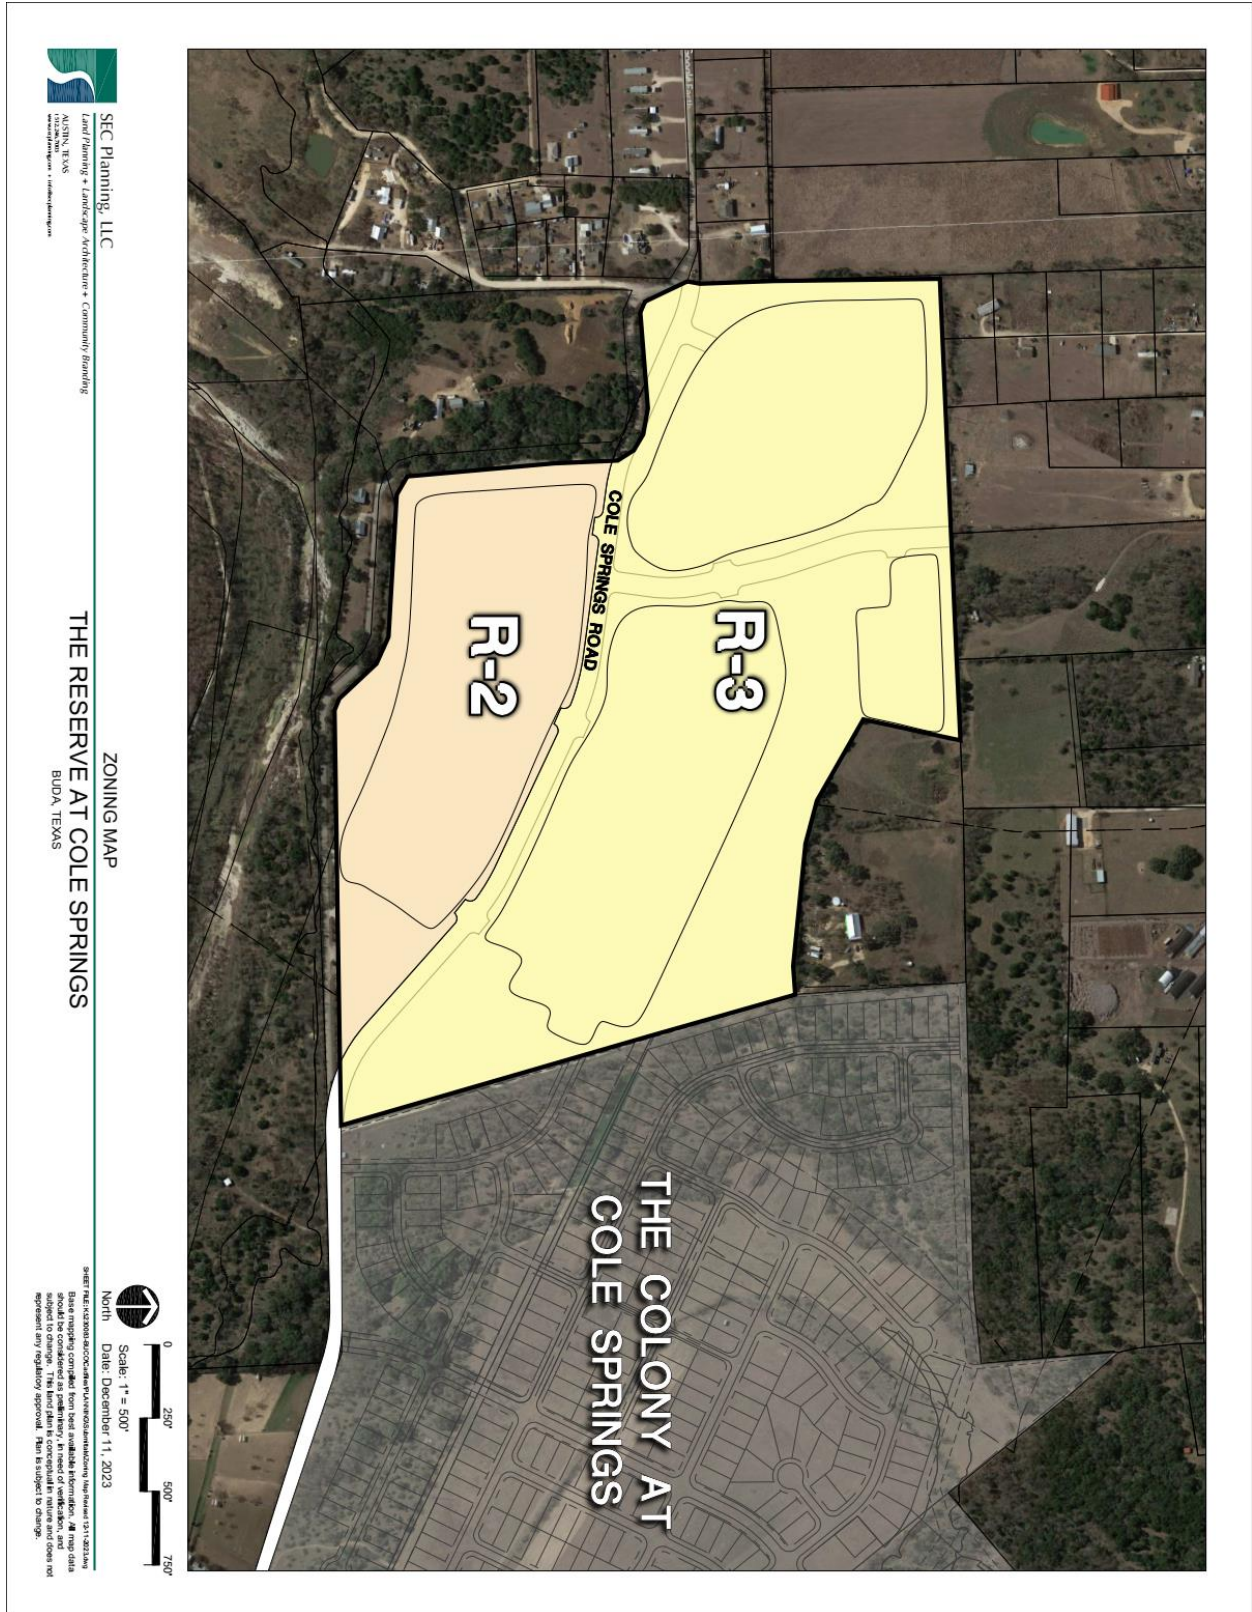 COLE SPRINGS ROAD
R-3
R-2
THE COLONY AT
COLE SPRINGS
SEC Planning, LLC
Land Planning + Landscape Architecture + Community Branding
AUSTIN, TEXAS
ZONING MAP
THE RESERVE AT COLE SPRINGS
BUDA, TEXAS
North
0 250' 500' 750'
Scale: 1" = 500'
Date: December 11, 2023
Base mapping compiled from best available information. All map data
should be considered as preliminary, in need of verification, and
subject to change. This land plan is conceptual in nature and does not
represent any regulatory approval. Plan is subject to change.